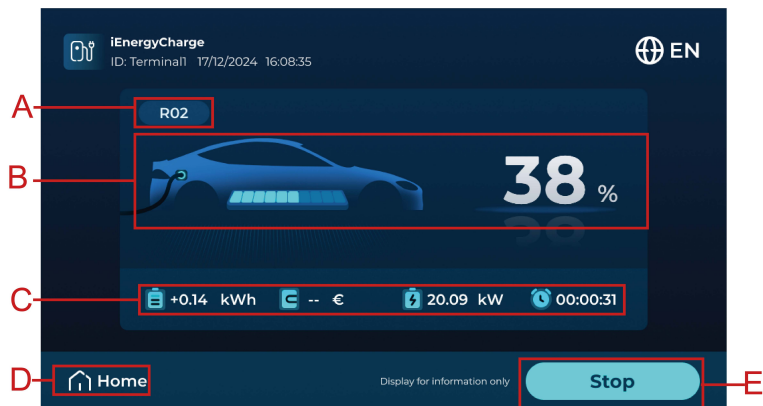 iEnergyCharge
ID: Terminal1 17/12/2024 16:08:35
EN
A
R02
B
38 %
C
+0.14 kWh -- € 20.09 kW 00:00:31
D
Home
Display for information only
Stop
E